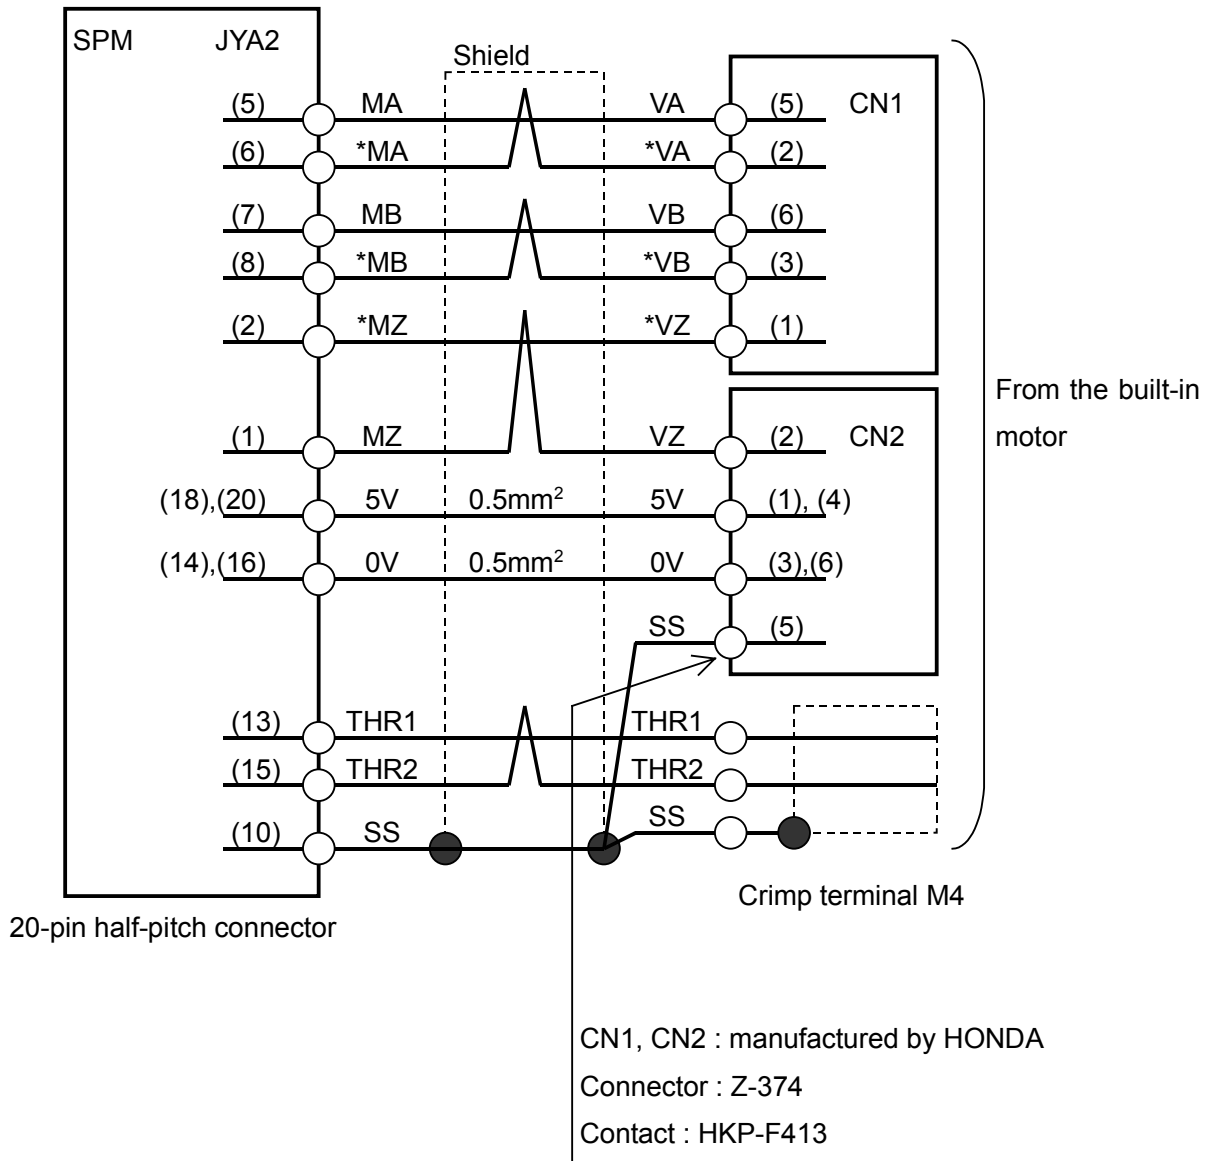 SPM JYA2
Shield
(5) MA VA (5) CN1
(6) *MA *VA (2)
(7) MB VB (6)
(8) *MB *VB (3)
(2) *MZ *VZ (1)
From the built-in
motor
(1) MZ VZ (2) CN2
(18),(20) 5V 0.5mm² 5V (1), (4)
(14),(16) 0V 0.5mm² 0V (3),(6)
SS (5)
(13) THR1 THR1
(15) THR2 THR2
(10) SS SS
Crimp terminal M4
20-pin half-pitch connector
CN1, CN2 : manufactured by HONDA
Connector : Z-374
Contact : HKP-F413